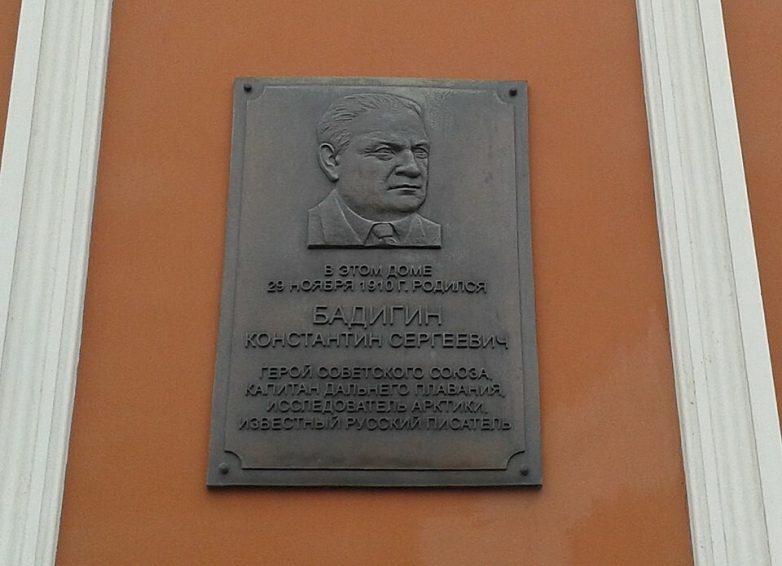 В ЭТОМ ДОМЕ
29 НОЯБРЯ 1910 Г. РОДИЛСЯ
БАДИГИН
КОНСТАНТИН СЕРГЕЕВИЧ
ГЕРОЙ СОВЕТСКОГО СОЮЗА,
КАПИТАН ДАЛЬНЕГО ПЛАВАНИЯ,
ИССЛЕДОВАТЕЛЬ АРКТИКИ,
ИЗВЕСТНЫЙ РУССКИЙ ПИСАТЕЛЬ